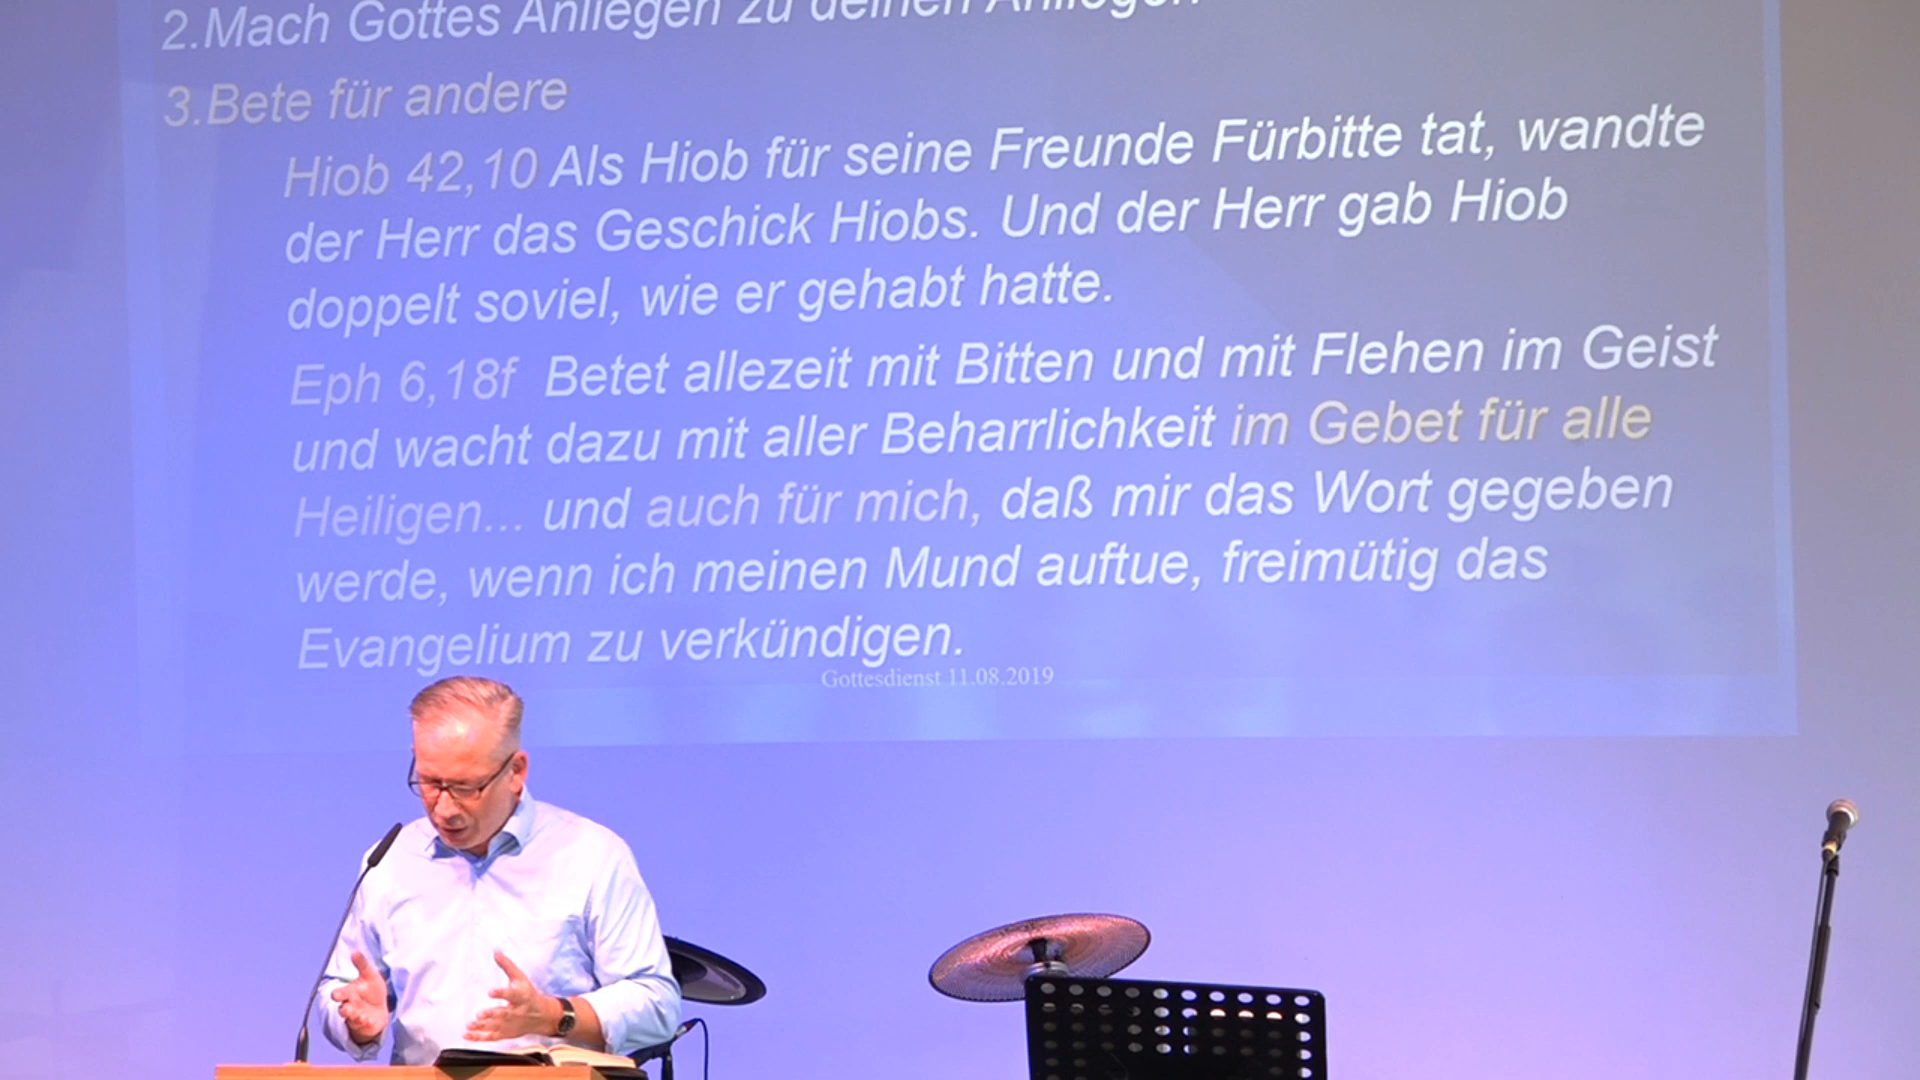 2.Mach Gottes Anliegen zu deinen Anliegen
3.Bete für andere
Hiob 42,10 Als Hiob für seine Freunde Fürbitte tat, wandte
der Herr das Geschick Hiobs. Und der Herr gab Hiob
doppelt soviel, wie er gehabt hatte.
Eph 6,18f Betet allezeit mit Bitten und mit Flehen im Geist
und wacht dazu mit aller Beharrlichkeit im Gebet für alle
Heiligen... und auch für mich, daß mir das Wort gegeben
werde, wenn ich meinen Mund auftue, freimütig das
Evangelium zu verkündigen.
Gottesdienst 11.08.2019